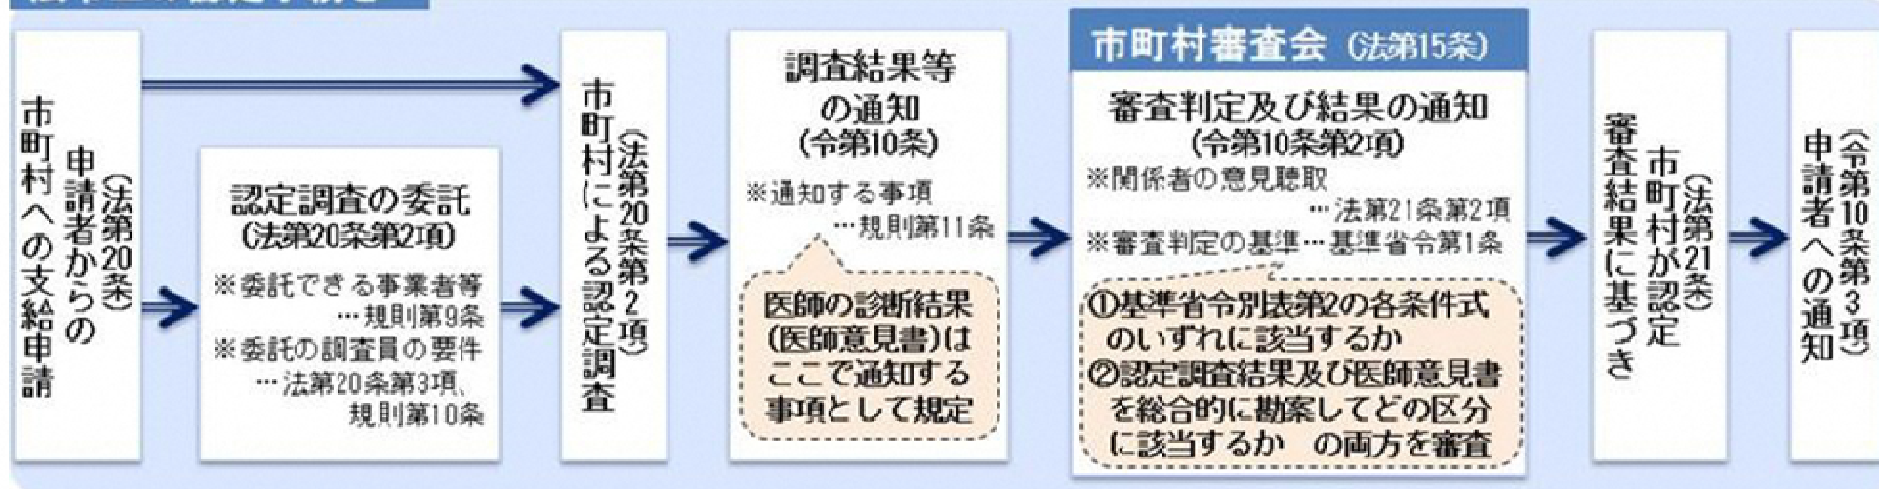 申請者からの
市町村への支給申請
（法第20条）
認定調査の委託
（法第20条第2項）
※委託できる事業者等
…規則第9条
※委託の調査員の要件
…法第20条第3項、
規則第10条
市町村による認定調査
（法第20条第2項）
調査結果等
の通知
（令第10条）
※通知する事項
…規則第11条
医師の診断結果
（医師意見書）は
ここで通知する
事項として規定
市町村審査会（法第15条）
審査判定及び結果の通知
（令第10条第2項）
※関係者の意見聴取
…法第21条第2項
※審査判定の基準…基準省令第1条
①基準省令別表第2の各条件式
のいずれに該当するか
②認定調査結果及び医師意見書
を総合的に勘案してどの区分
に該当するか　の両方を審査
審査結果に基づき
市町村が認定
（法第21条）
申請者への通知
（令第10条第3項）